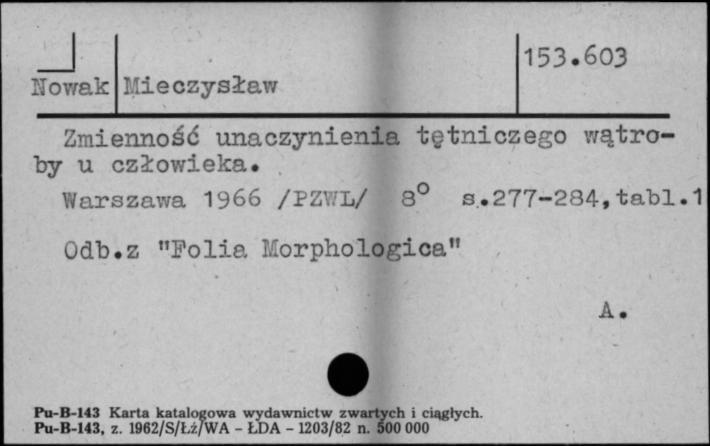 Nowak Mieczysław 153.603
Zmienność unaczynienia tętniczego wątro-
by u człowieka.
Warszawa 1966 /PZWL/ 8° s.277-284,tabl.1
Odb.z "Folia Morphologica"
A.
Pu-B-143 Karta katalogowa wydawnictw zwartych i ciągłych.
Pu-B-143, z. 1962/S/Łź/WA - ŁDA - 1203/82 n. 500 000